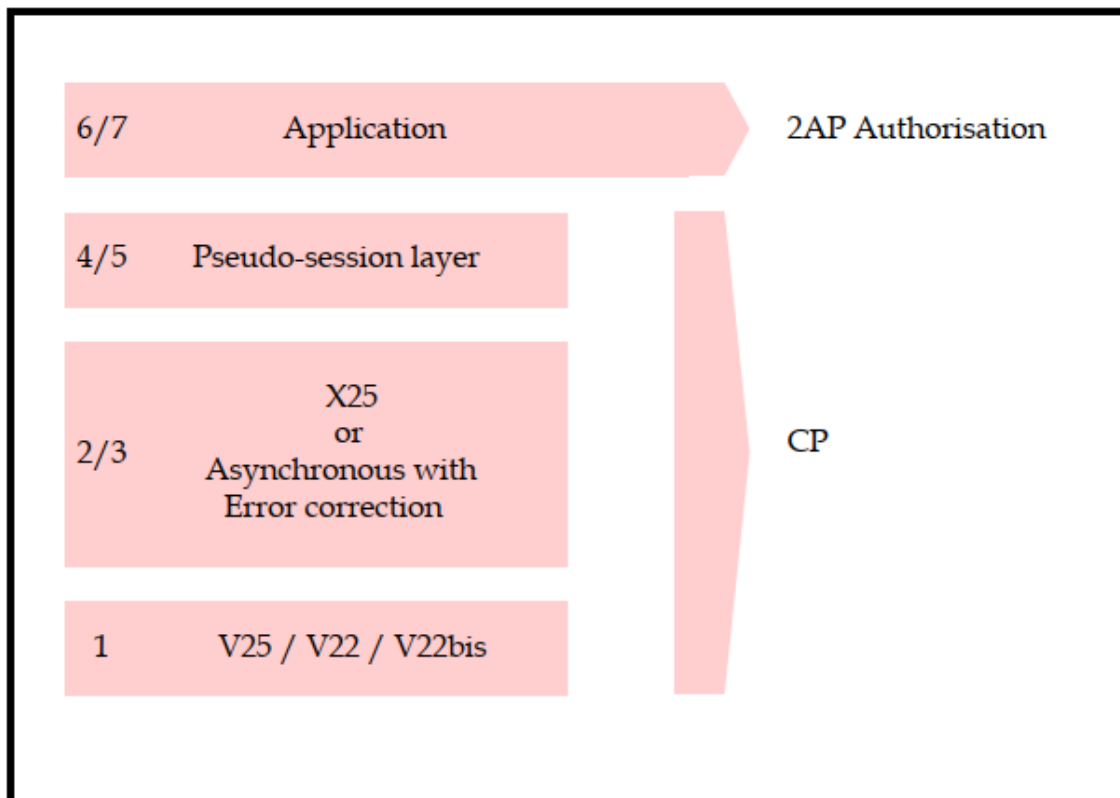 6/7 Application 2AP Authorisation
4/5 Pseudo-session layer
X25
or
2/3 CP
Asynchronous with
Error correction
1 V25 / V22 / V22bis